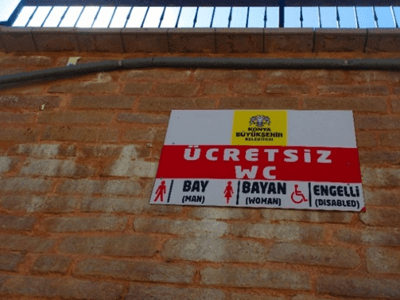 KONYA
BÜYÜKŞEHİR
BELEDİYESİ
ÜCRETSİZ
WC
BAY
(MAN)
BAYAN
(WOMAN)
ENGELLİ
(DISABLED)